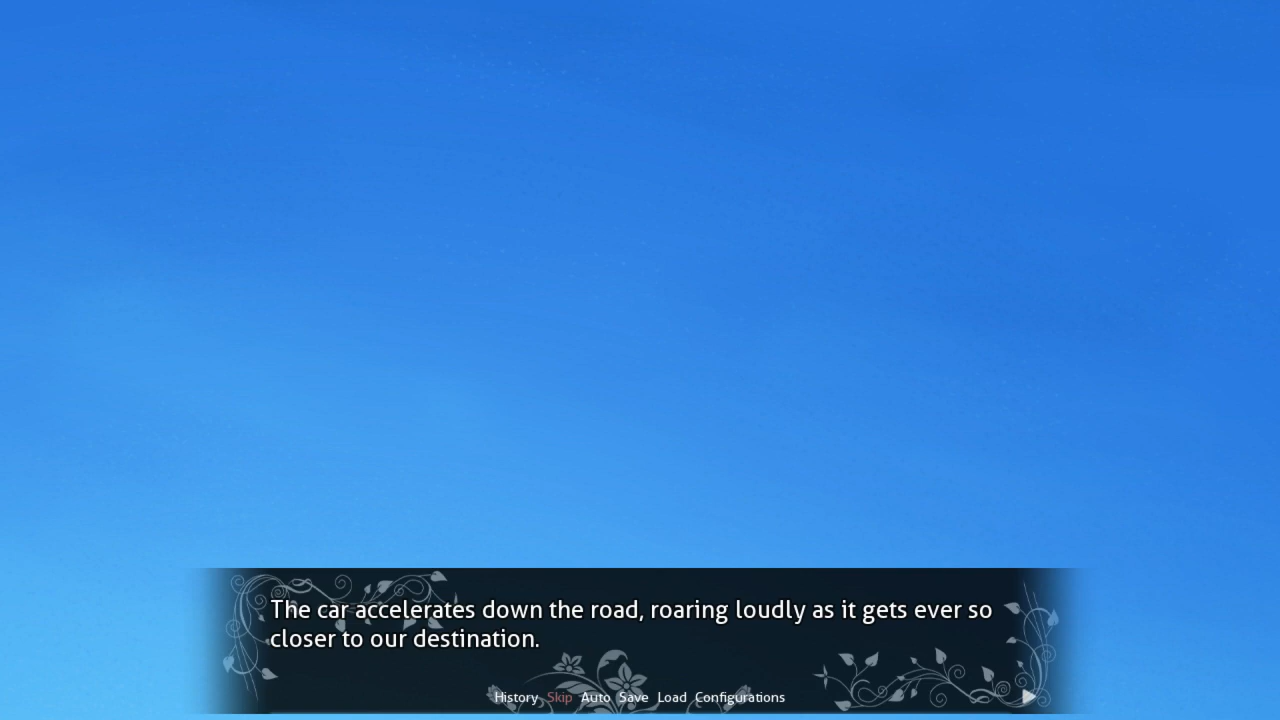 The car accelerates down the road, roaring loudly as it gets ever so
closer to our destination.
History Skip Auto Save Load Configurations